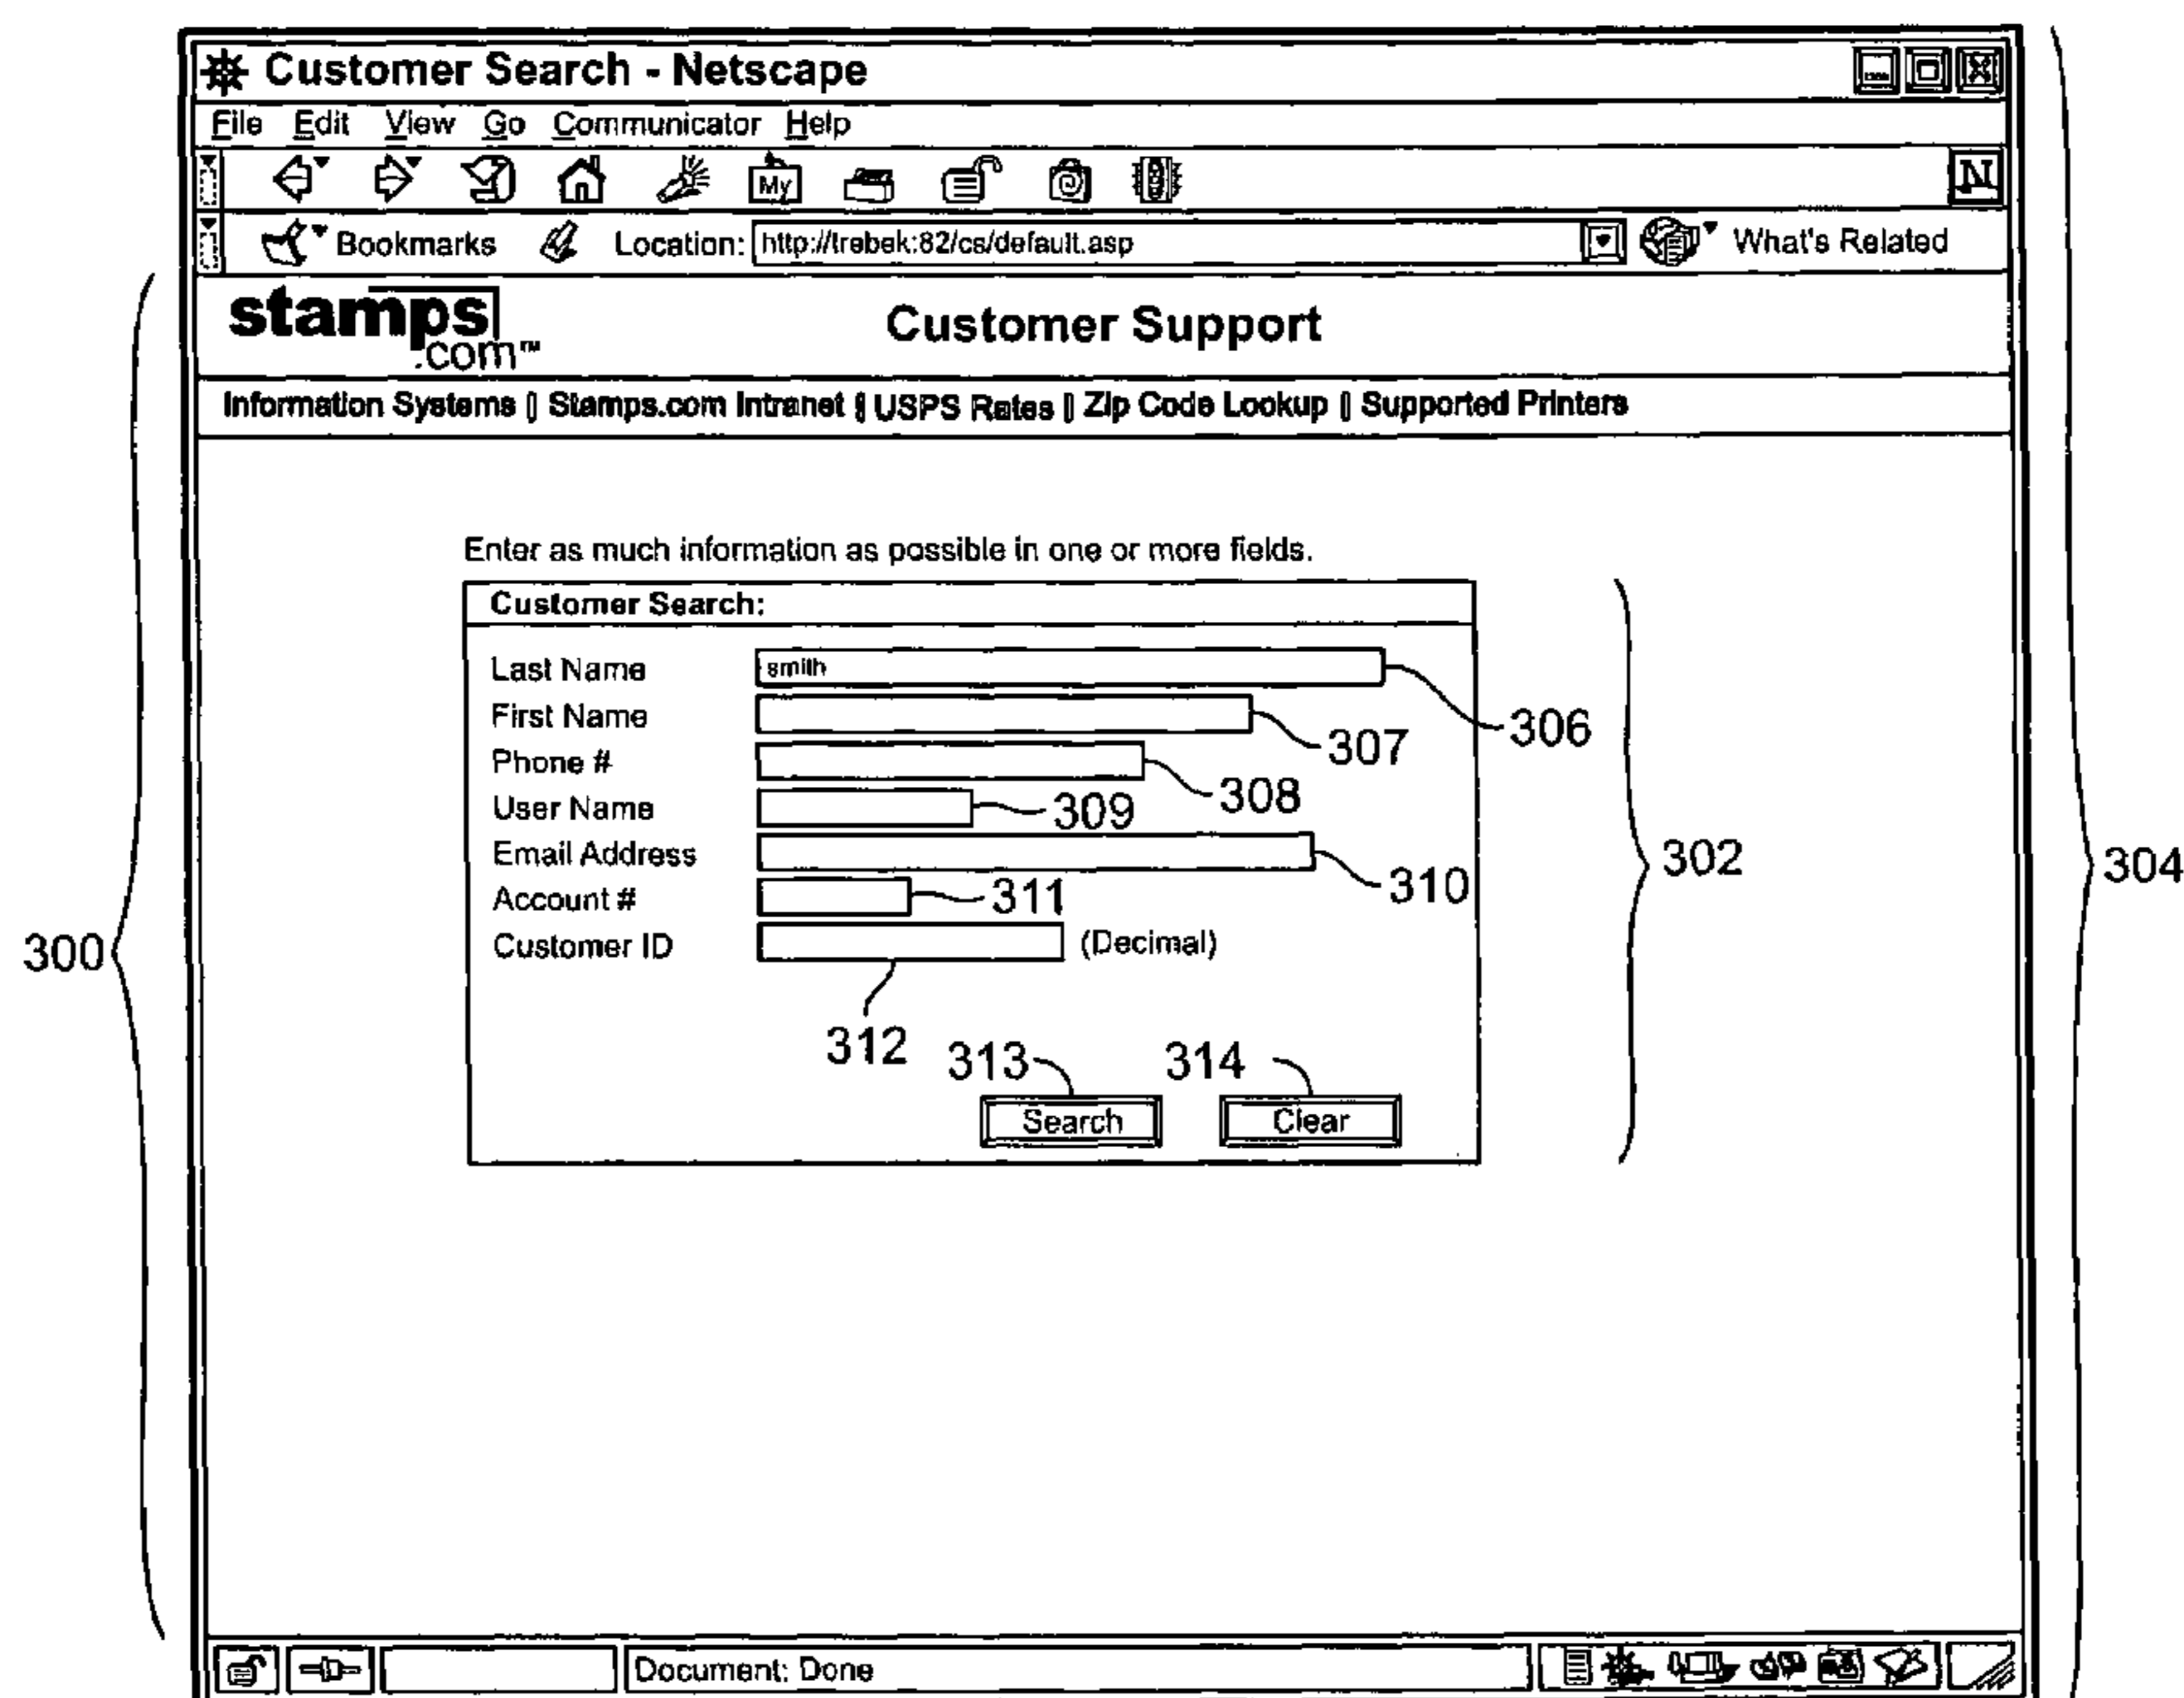 Customer Search - Netscape
File Edit View Go Communicator Help
My
N
Bookmarks Location: http://trebek:82/cs/default.asp What's Related
stamps
.com™
Customer Support
Information Systems | Stamps.com Intranet | USPS Rates | Zip Code Lookup | Supported Printers
Enter as much information as possible in one or more fields.
Customer Search:
Last Name smith
306
First Name
307
Phone #
308
User Name
309
Email Address
310
302
304
Account #
311
300
Customer ID (Decimal)
312
313
314
Search Clear
Document: Done